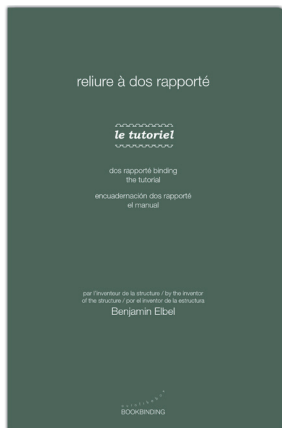 reliure à dos rapporté
le tutoriel
dos rapporté binding
the tutorial
encuadernación dos rapporté
el manual
par l'inventeur de la structure / by the inventor
of the structure / por el inventor de la estructura
Benjamin Elbel
BOOKBINDING